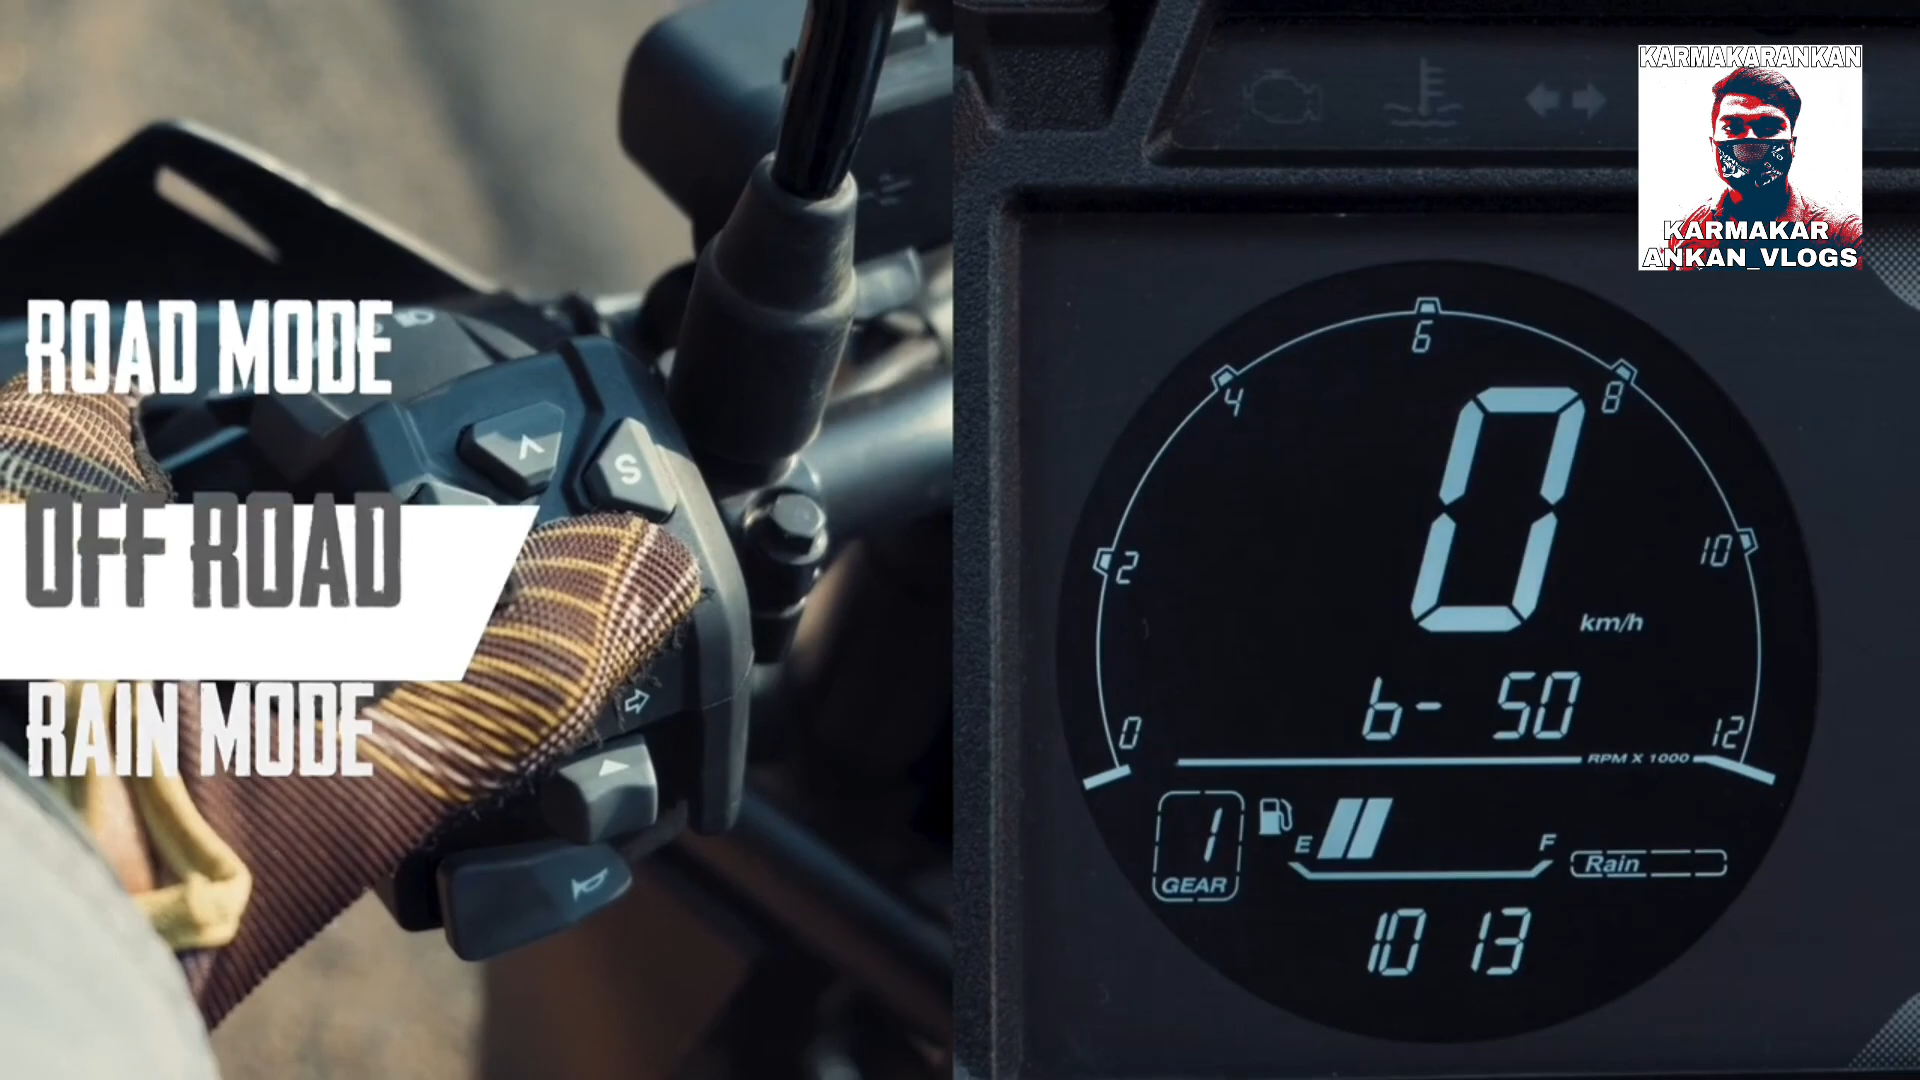 ROAD MODE
OFF ROAD
RAIN MODE
^
S
KARMAKARANKAN
KARMAKAR
ANKAN_VLOGS
0
2
4
6
8
10
12
0
km/h
b- 50
RPM X 1000
1
GEAR
E
F
Rain
10 13